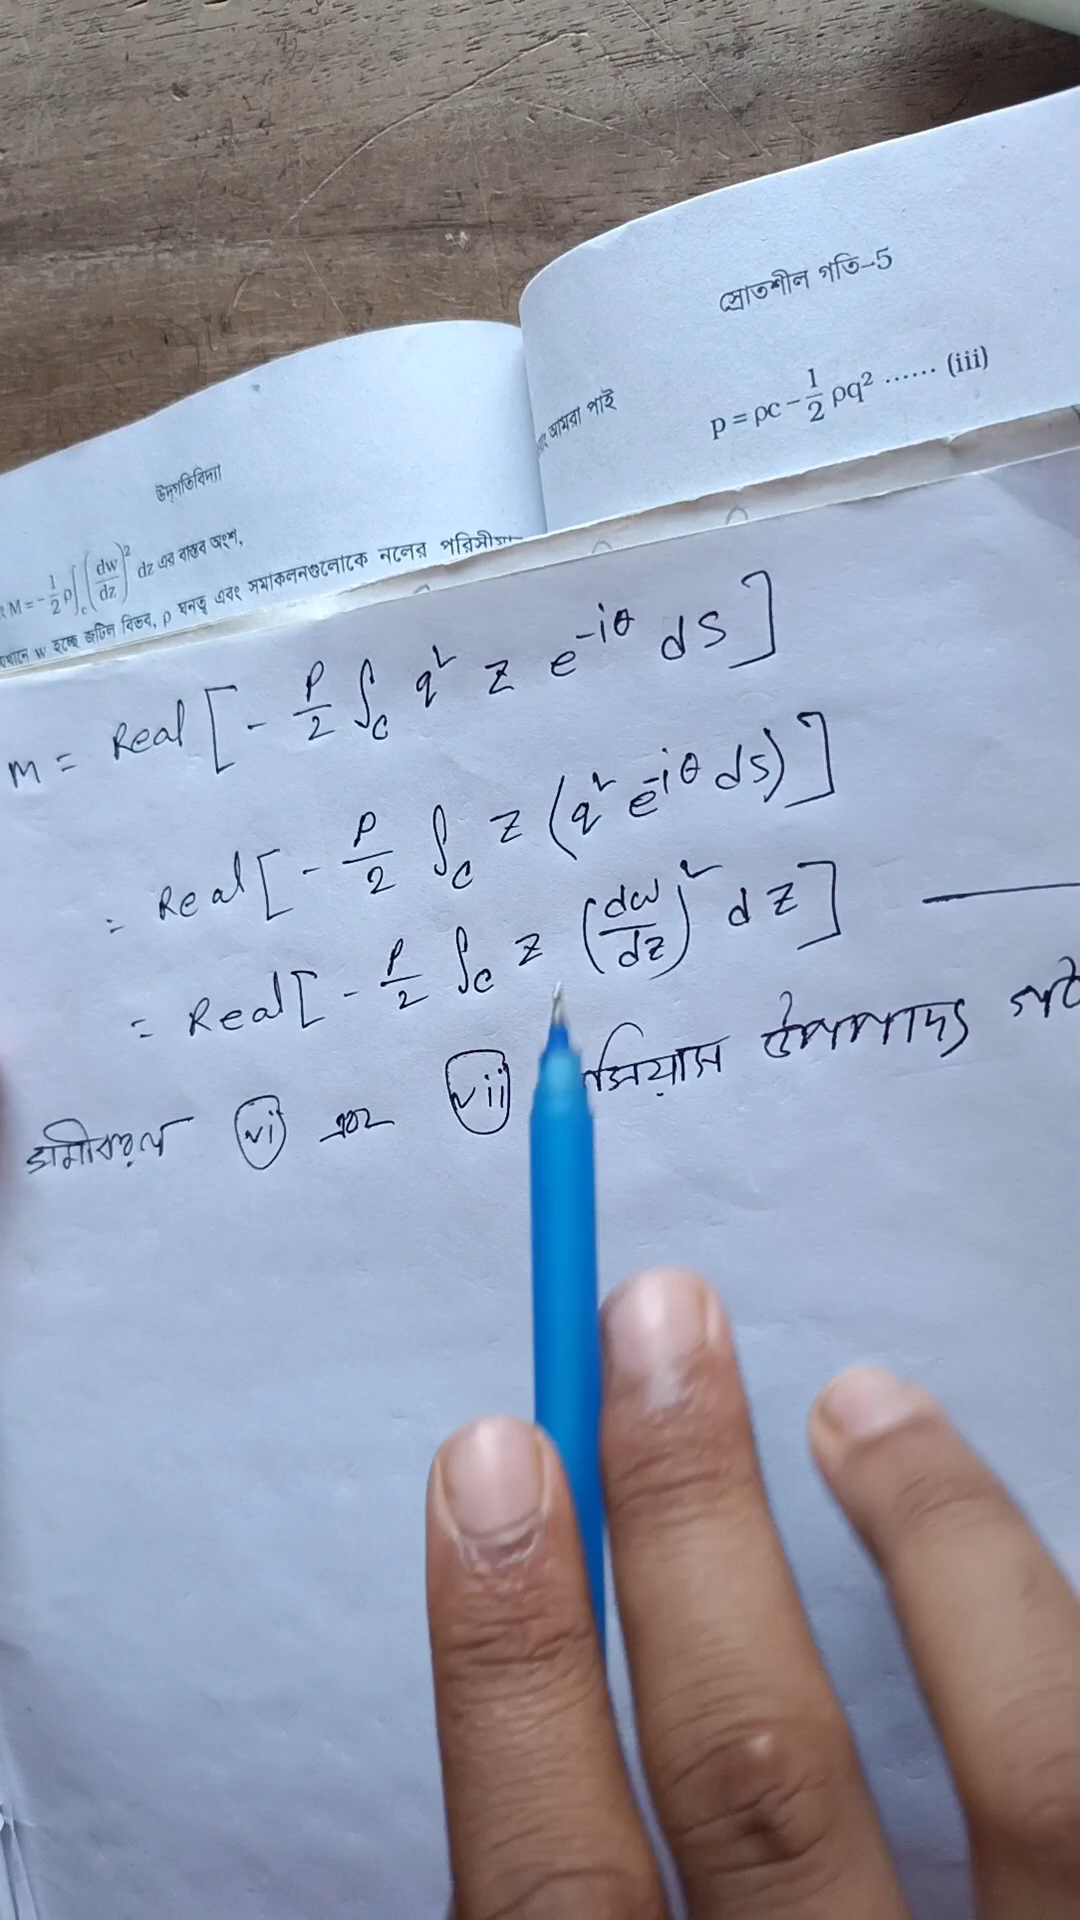 স্রোতশীল গতি–5
আমরা পাই
p = ρc – 1/2 ρq² ...... (iii)
উদ্গতিবিদ্যা
M = – 1/2 ρ ∫c (dw/dz)² dz এর বাস্তব অংশ,
w হচ্ছে জটিল বিভব, ρ ঘনত্ব এবং সমাকলনগুলোকে নলের পরিসীমা
M = Real [ - ρ/2 ∫c q² z e^-iθ ds ]
= Real [ - ρ/2 ∫c z (q² e^-iθ ds) ]
= Real [ - ρ/2 ∫c z (dw/dz)² dz ]
সমীকরণ (vi) এবং (vii) সিয়াস উপপাদ্য